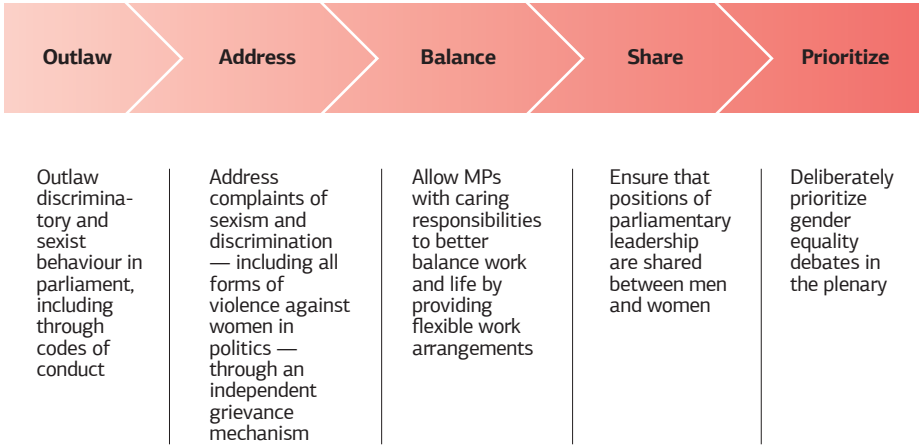 Outlaw
Address
Balance
Share
Prioritize
Outlaw
discrimina-
tory and
sexist
behaviour in
parliament,
including
through
codes of
conduct
Address
complaints of
sexism and
discrimination
— including all
forms of
violence against
women in
politics —
through an
independent
grievance
mechanism
Allow MPs
with caring
responsibilities
to better
balance work
and life by
providing
flexible work
arrangements
Ensure that
positions of
parliamentary
leadership
are shared
between men
and women
Deliberately
prioritize
gender
equality
debates in
the plenary